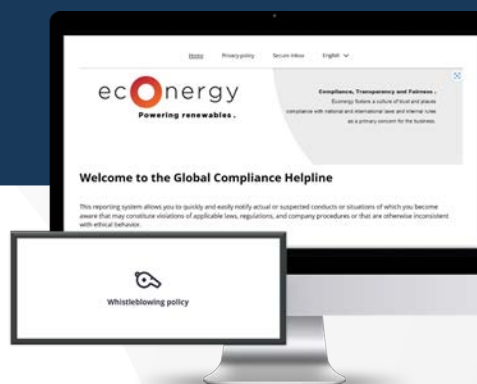 Home Privacy policy Secure Inbox English
ecOnergy
Powering renewables.
Compliance, Transparency and Fairness .
Econergy fosters a culture of trust and places
compliance with national and international laws and internal rules
as a primary concern for the business.
Welcome to the Global Compliance Helpline
This reporting system allows you to quickly and easily notify actual or suspected conducts or situations of which you become
aware that may constitute violations of applicable laws, regulations, and company procedures or that are otherwise inconsistent
with ethical behavior.
Whistleblowing policy